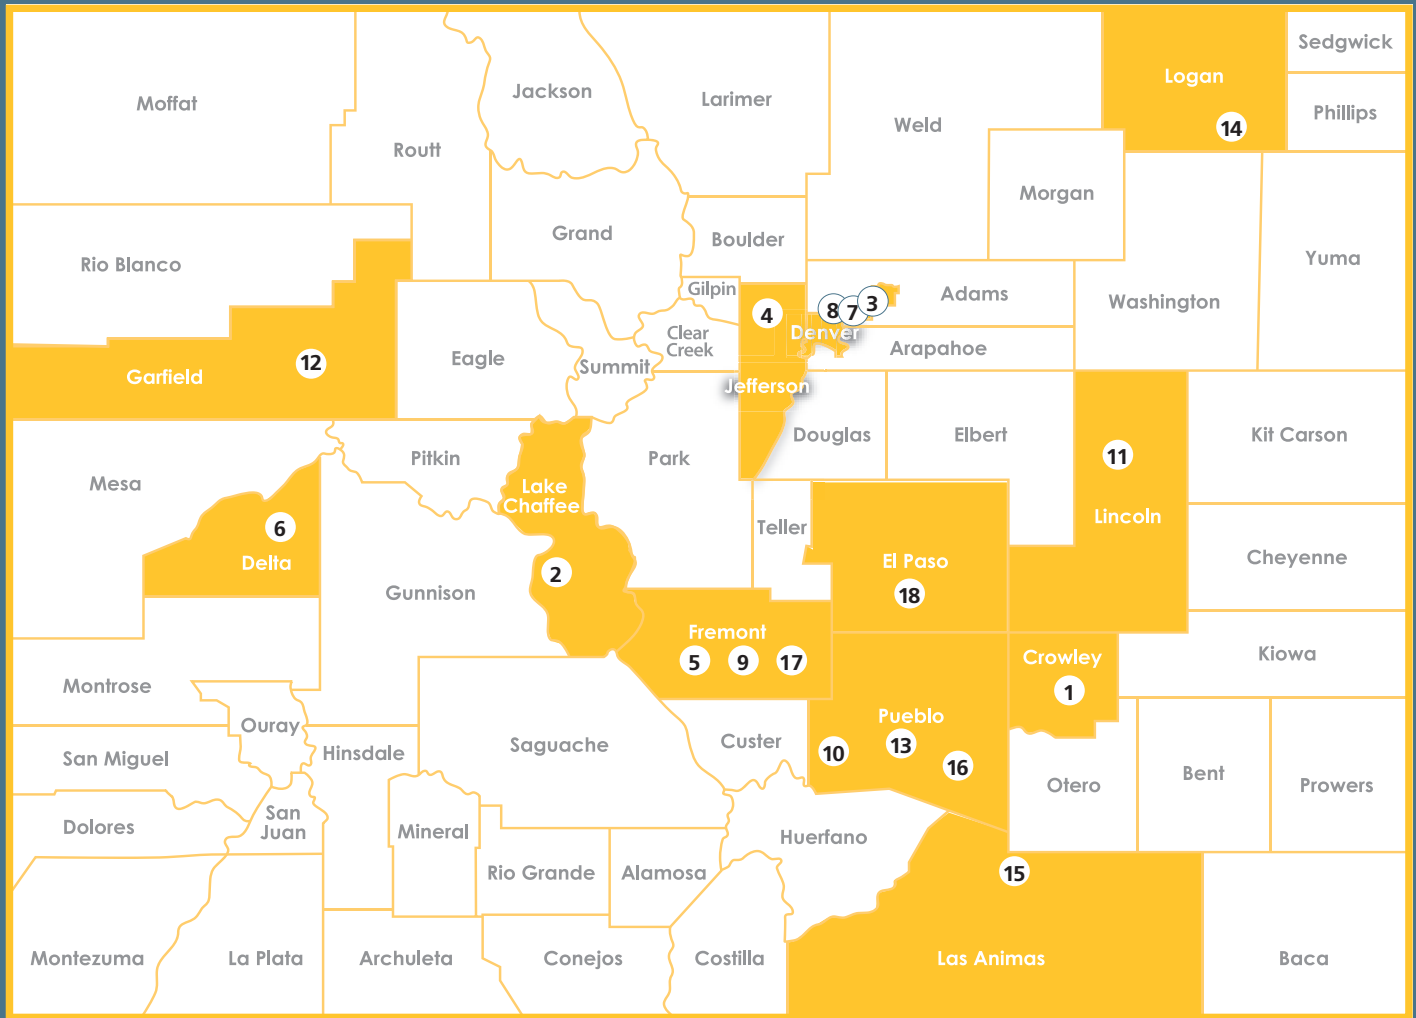 Sedgwick
Logan
Jackson
Larimer
Moffat
Phillips
Weld
14
Routt
Morgan
Grand
Boulder
Yuma
Rio Blanco
Gilpin
Adams
Washington
8
7
3
4
Denver
Clear
Creek
Arapahoe
Eagle
Summit
12
Garfield
Jefferson
Douglas
Elbert
Kit Carson
Pitkin
Park
11
Mesa
Lake
Chaffee
Lincoln
6
Teller
Delta
El Paso
Cheyenne
2
Gunnison
18
Fremont
5
9
17
Crowley
1
Kiowa
Montrose
Pueblo
Ouray
Hinsdale
Saguache
Custer
10
13
16
San Miguel
Otero
Bent
Prowers
San
Juan
Dolores
Mineral
Huerfano
Rio Grande
Alamosa
15
Montezuma
La Plata
Archuleta
Conejos
Costilla
Las Animas
Baca